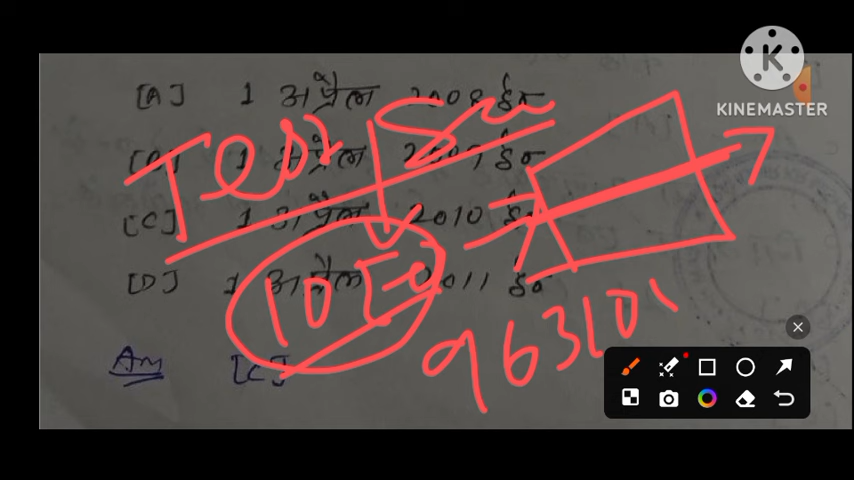 KINEMASTER
[A] 1 अप्रैल 2008 ई०
1 अप्रैल 2009 ई०
[C] 1 अप्रैल 2010 ई०
[D] 1 अप्रैल 2011 ई०
Ans [C]
Test
10
963101